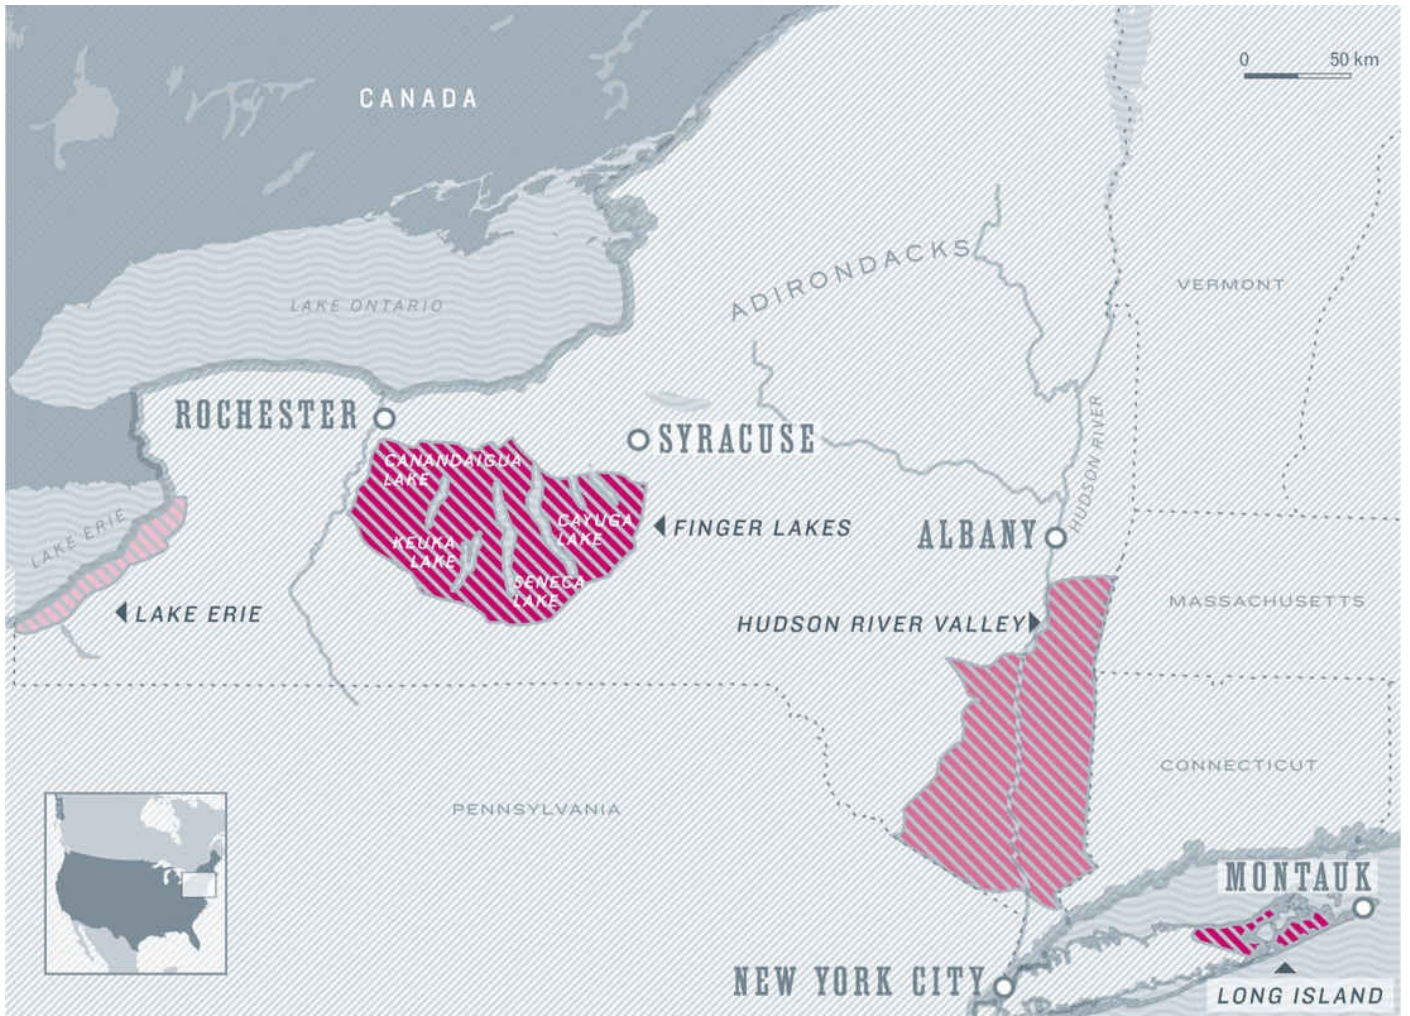 0 50 km
CANADA
ADIRONDACKS
VERMONT
LAKE ONTARIO
ROCHESTER
SYRACUSE
HUDSON RIVER
CANANDAIGUA
LAKE
LAKE ERIE
FINGER LAKES
CAYUGA
LAKE
KEUKA
LAKE
ALBANY
SENECA
LAKE
MASSACHUSETTS
LAKE ERIE
HUDSON RIVER VALLEY
CONNECTICUT
PENNSYLVANIA
MONTAUK
NEW YORK CITY
LONG ISLAND